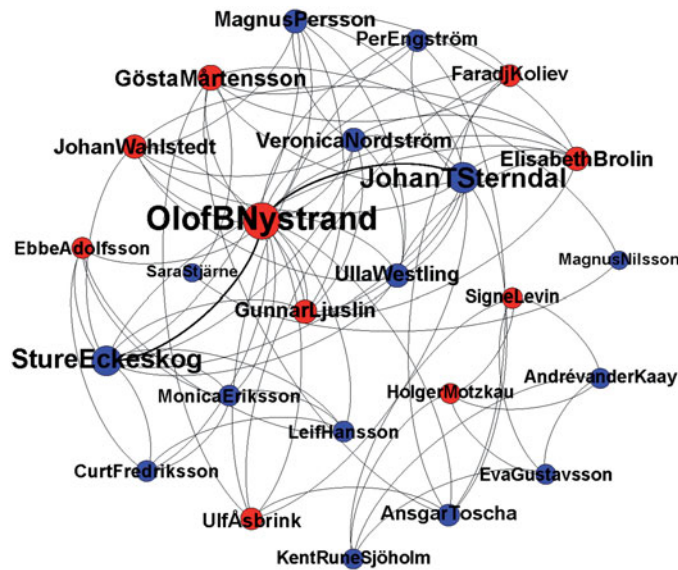 MagnusPersson
PerEngström
GöstaMårtensson
FaradjKoliev
JohanWahlstedt
VeronicaNordström
ElisabethBrolin
JohanTSterndal
OlofBNystrand
EbbeAdolfsson
SaraStjärne
UllaWestling
MagnusNilsson
SigneLevin
GunnarLjuslin
StureEckeskog
AndrévanderKaay
MonicaEriksson
HolgerMotzkau
LeifHansson
CurtFredriksson
EvaGustavsson
UlfÅsbrink
AnsgarToscha
KentRuneSjöholm